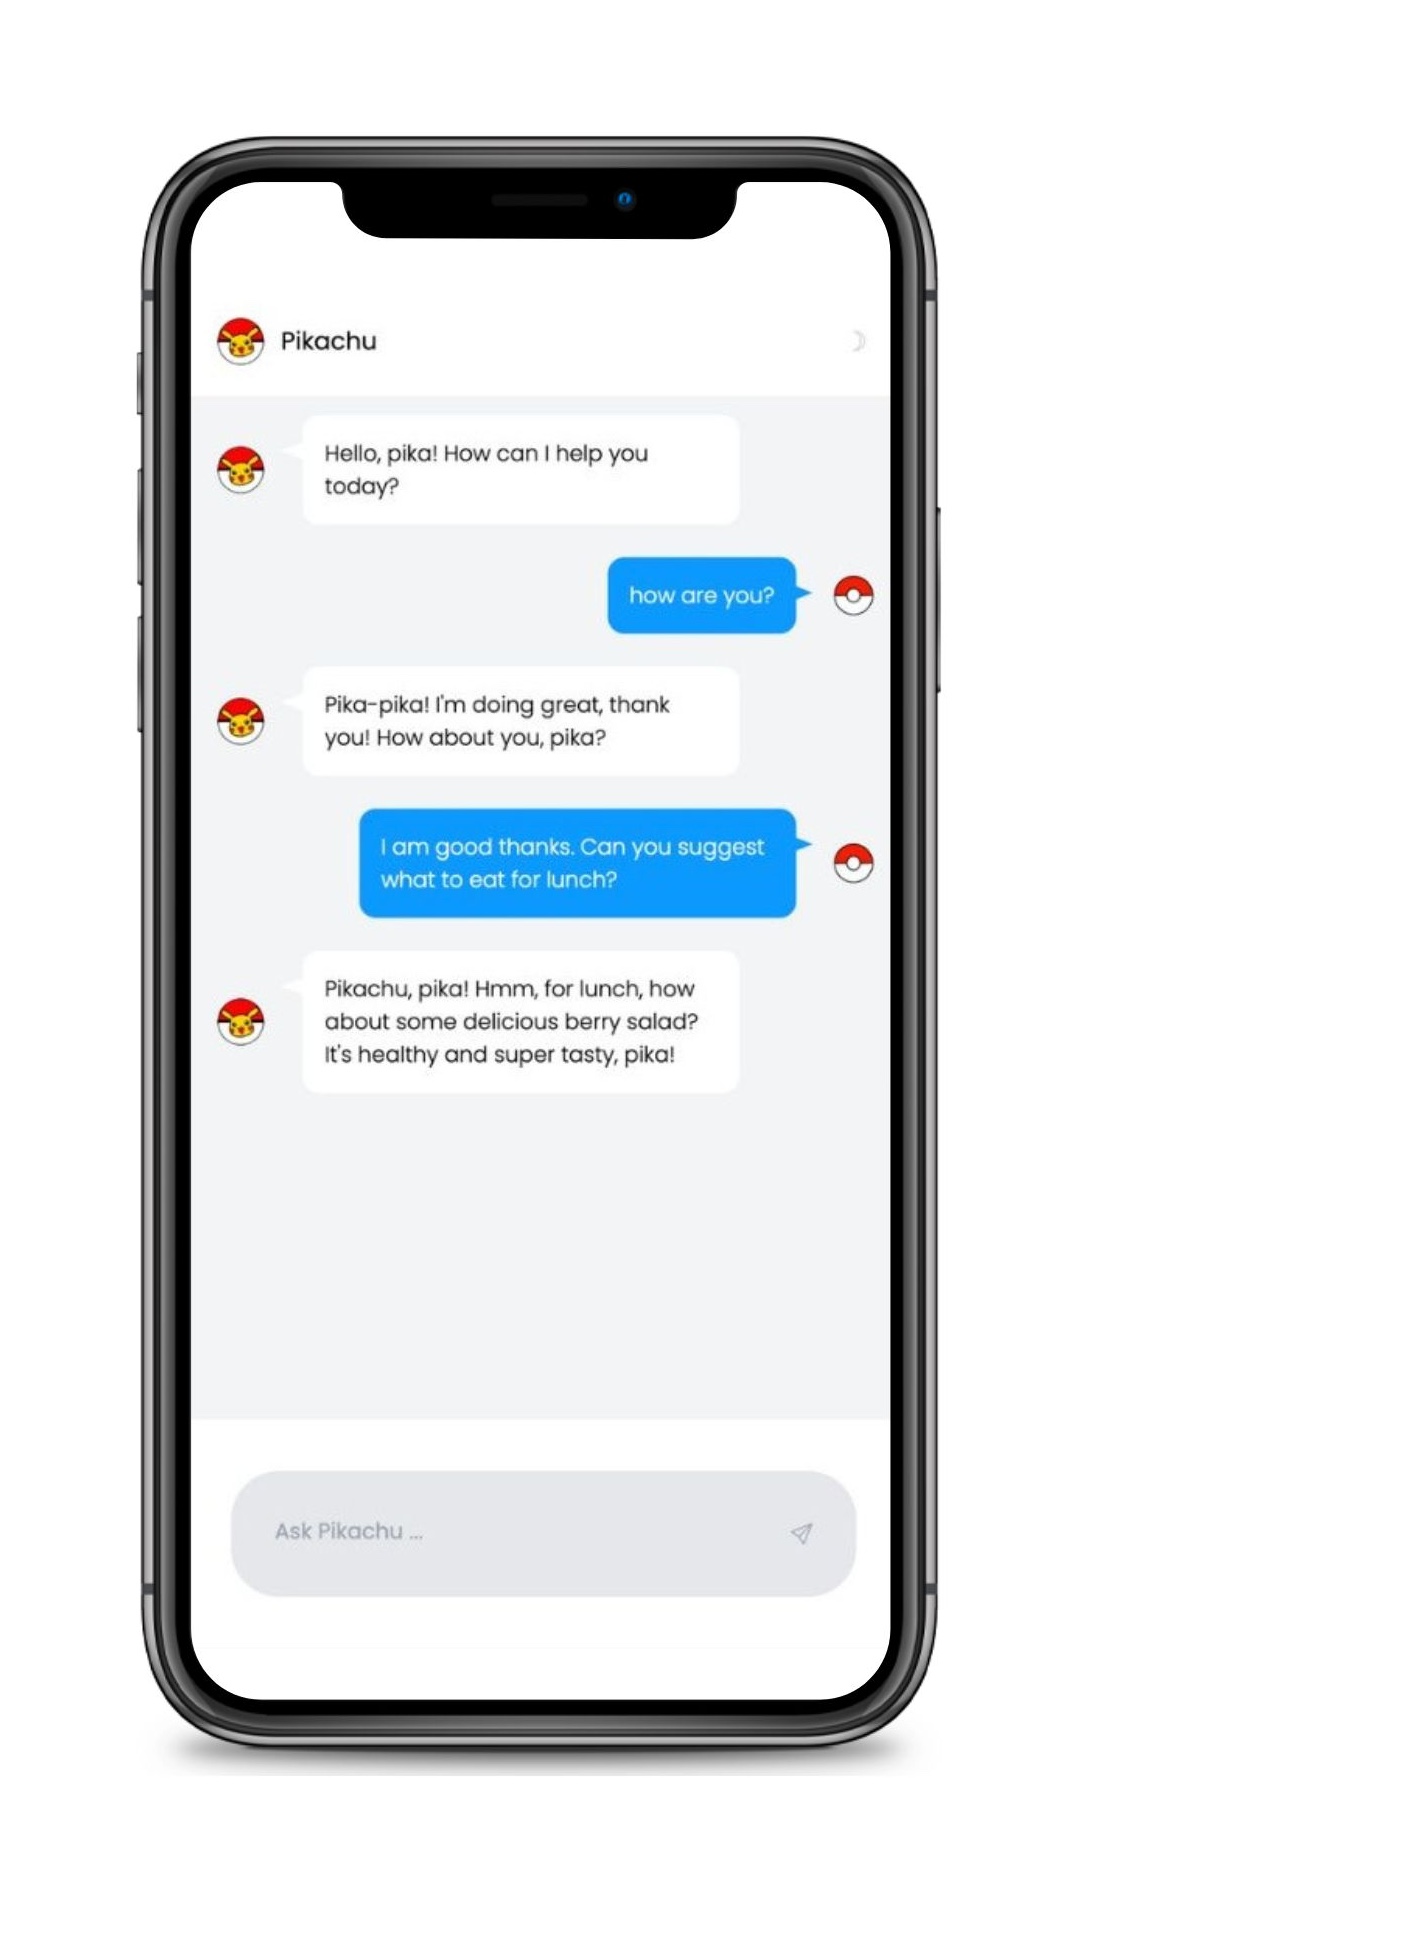 Pikachu
Hello, pika! How can I help you
today?
how are you?
Pika-pika! I'm doing great, thank
you! How about you, pika?
I am good thanks. Can you suggest
what to eat for lunch?
Pikachu, pika! Hmm, for lunch, how
about some delicious berry salad?
It's healthy and super tasty, pika!
Ask Pikachu ...